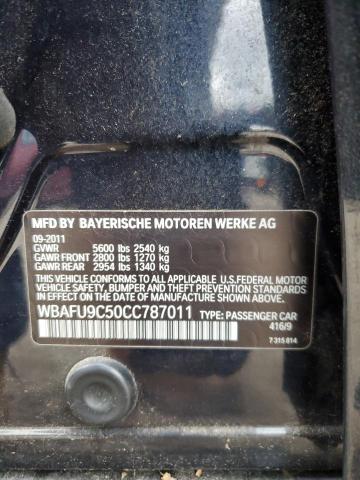 MFD BY BAYERISCHE MOTOREN WERKE AG
09-2011
GVWR 5600 lbs 2540 kg
GAWR FRONT 2800 lbs 1270 kg
GAWR REAR 2954 lbs 1340 kg
THIS VEHICLE CONFORMS TO ALL APPLICABLE U.S.FEDERAL MOTOR
VEHICLE SAFETY, BUMPER, AND THEFT PREVENTION STANDARDS
IN EFFECT ON THE DATE OF MANUFACTURE SHOWN ABOVE.
WBAFU9C50CC787011 TYPE: PASSENGER CAR
416/9
7 315 814